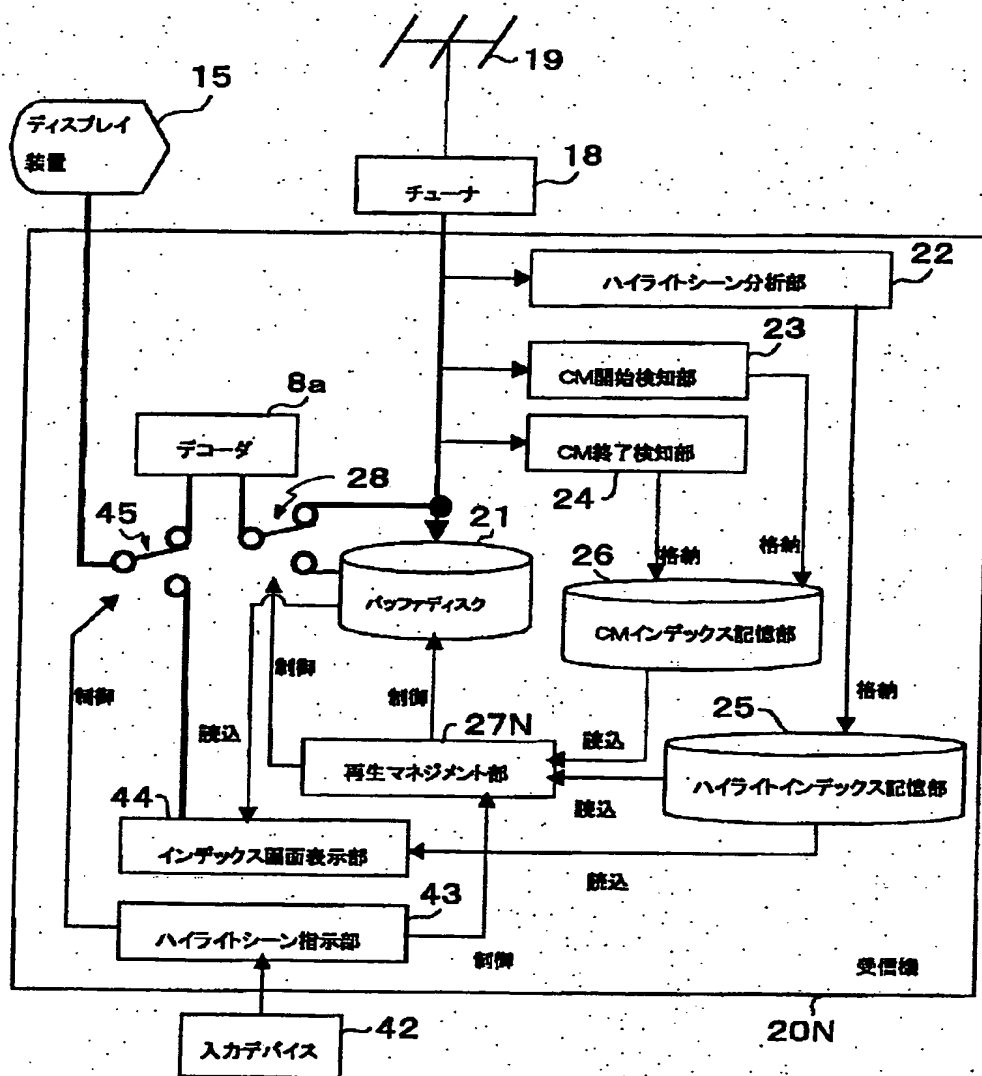 19
15
ディスプレイ
装置
18
チューナ
22
ハイライトシーン分析部
23
CM開始検知部
8a
デコーダ
CM終了検知部
28
24
45
21
格納
格納
26
バッファディスク
CMインデックス記憶部
制御
制御
制御
格納
読込
27N
読込
25
再生マネジメント部
ハイライトインデックス記憶部
読込
44
インデックス画面表示部
読込
43
ハイライトシーン指示部
制御
受信機
20N
42
入力デバイス